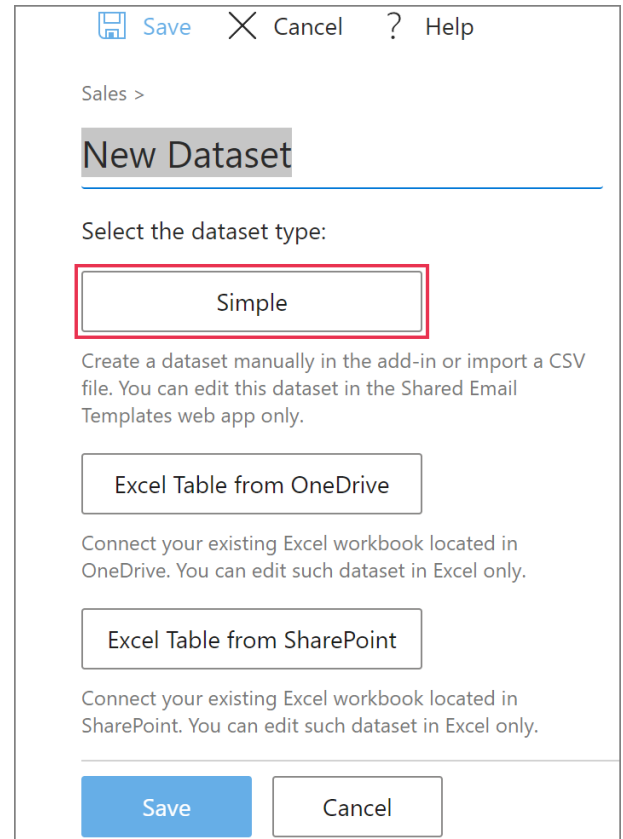 Save Cancel ? Help
Sales >
New Dataset
Select the dataset type:
Simple
Create a dataset manually in the add-in or import a CSV
file. You can edit this dataset in the Shared Email
Templates web app only.
Excel Table from OneDrive
Connect your existing Excel workbook located in
OneDrive. You can edit such dataset in Excel only.
Excel Table from SharePoint
Connect your existing Excel workbook located in
SharePoint. You can edit such dataset in Excel only.
Save Cancel